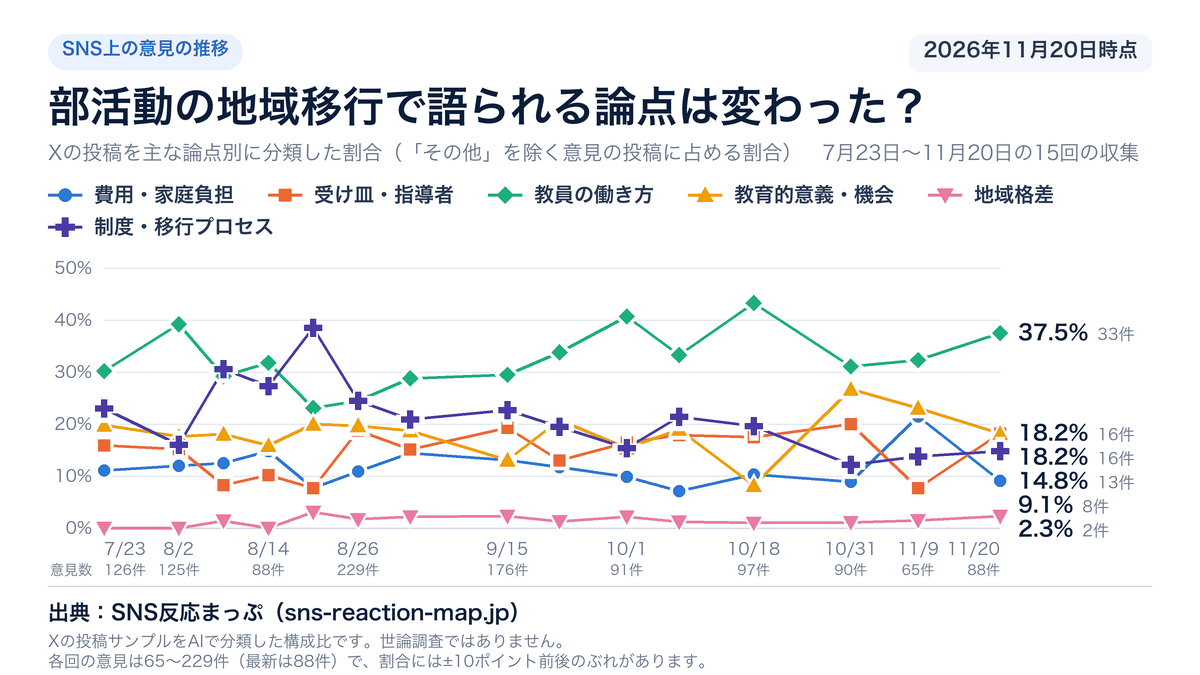 SNS上の意見の推移
2026年11月20日時点
部活動の地域移行で語られる論点は変わった？
Xの投稿を主な論点別に分類した割合（「その他」を除く意見の投稿に占める割合）　7月23日〜11月20日の15回の収集
費用・家庭負担　受け皿・指導者　教員の働き方　教育的意義・機会　地域格差
制度・移行プロセス
50%
40%
30%
20%
10%
0%
37.5% 33件
18.2% 16件
18.2% 16件
14.8% 13件
9.1% 8件
2.3% 2件
7/23 8/2 8/14 8/26 9/15 10/1 10/18 10/31 11/9 11/20
意見数 126件 125件 88件 229件 176件 91件 97件 90件 65件 88件
出典：SNS反応まっぷ（sns-reaction-map.jp）
Xの投稿サンプルをAIで分類した構成比です。世論調査ではありません。
各回の意見は65〜229件（最新は88件）で、割合には±10ポイント前後のぶれがあります。